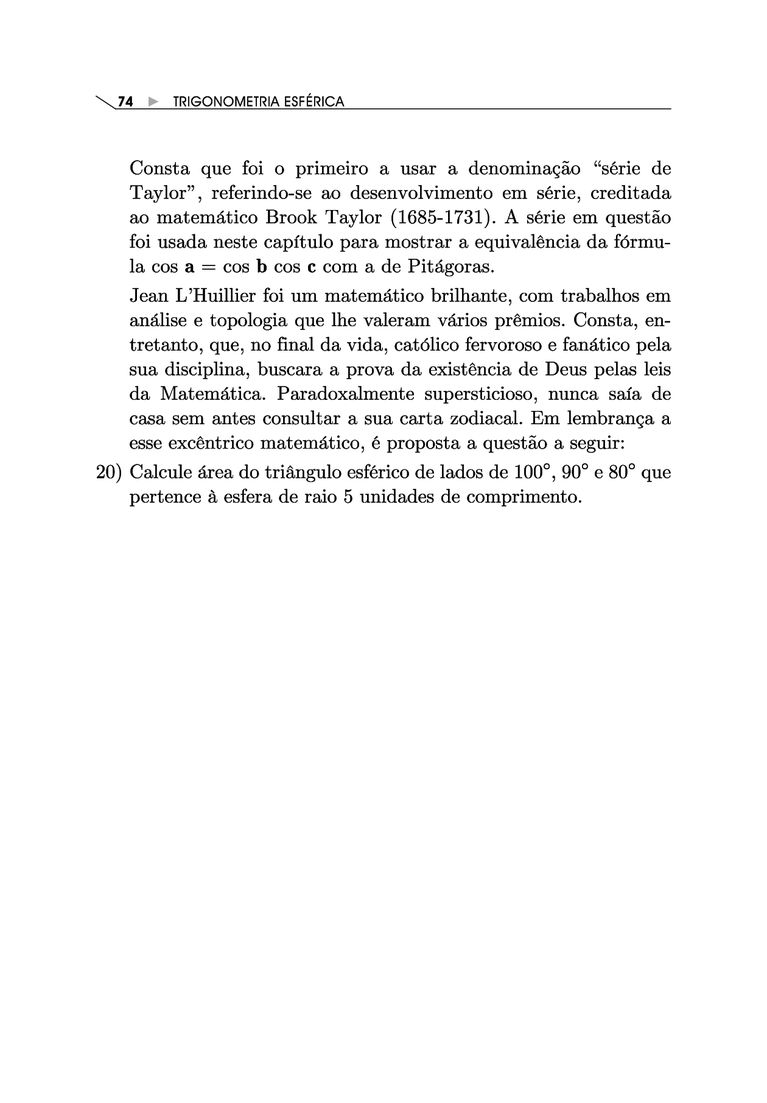 74 ► TRIGONOMETRIA ESFÉRICA
Consta que foi o primeiro a usar a denominação “série de
Taylor”, referindo-se ao desenvolvimento em série, creditada
ao matemático Brook Taylor (1685-1731). A série em questão
foi usada neste capítulo para mostrar a equivalência da fórmu-
la cos a = cos b cos c com a de Pitágoras.
Jean L’Huillier foi um matemático brilhante, com trabalhos em
análise e topologia que lhe valeram vários prêmios. Consta, en-
tretanto, que, no final da vida, católico fervoroso e fanático pela
sua disciplina, buscara a prova da existência de Deus pelas leis
da Matemática. Paradoxalmente supersticioso, nunca saía de
casa sem antes consultar a sua carta zodiacal. Em lembrança a
esse excêntrico matemático, é proposta a questão a seguir:
20) Calcule área do triângulo esférico de lados de 100°, 90° e 80° que
pertence à esfera de raio 5 unidades de comprimento.